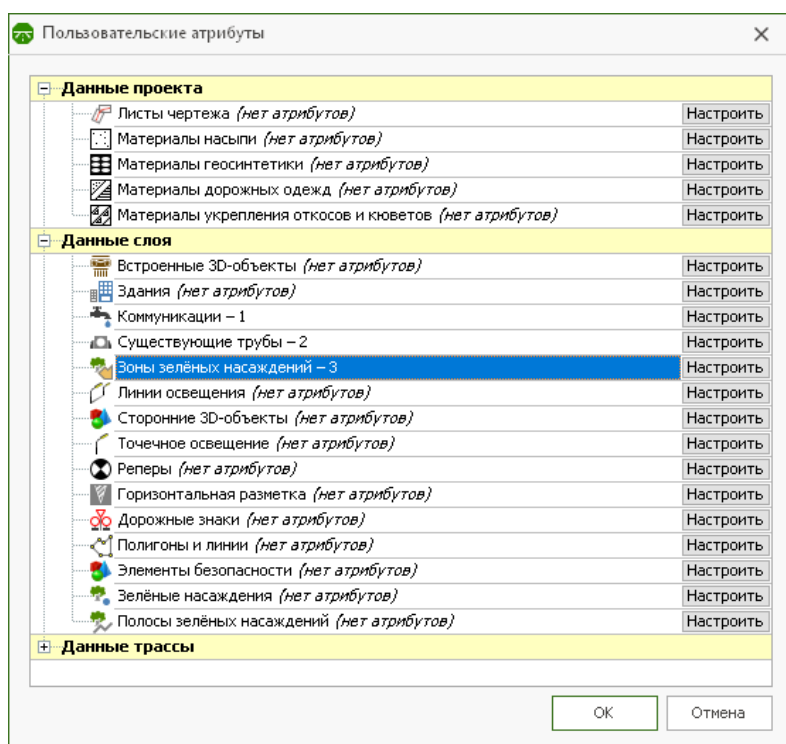 Пользовательские атрибуты
Данные проекта
Листы чертежа (нет атрибутов) Настроить
Материалы насыпи (нет атрибутов) Настроить
Материалы геосинтетики (нет атрибутов) Настроить
Материалы дорожных одежд (нет атрибутов) Настроить
Материалы укрепления откосов и кюветов (нет атрибутов) Настроить
Данные слоя
Встроенные 3D-объекты (нет атрибутов) Настроить
Здания (нет атрибутов) Настроить
Коммуникации – 1 Настроить
Существующие трубы – 2 Настроить
Зоны зелёных насаждений – 3 Настроить
Линии освещения (нет атрибутов) Настроить
Сторонние 3D-объекты (нет атрибутов) Настроить
Точечное освещение (нет атрибутов) Настроить
Реперы (нет атрибутов) Настроить
Горизонтальная разметка (нет атрибутов) Настроить
Дорожные знаки (нет атрибутов) Настроить
Полигоны и линии (нет атрибутов) Настроить
Элементы безопасности (нет атрибутов) Настроить
Зелёные насаждения (нет атрибутов) Настроить
Полосы зелёных насаждений (нет атрибутов) Настроить
Данные трассы
ОК Отмена